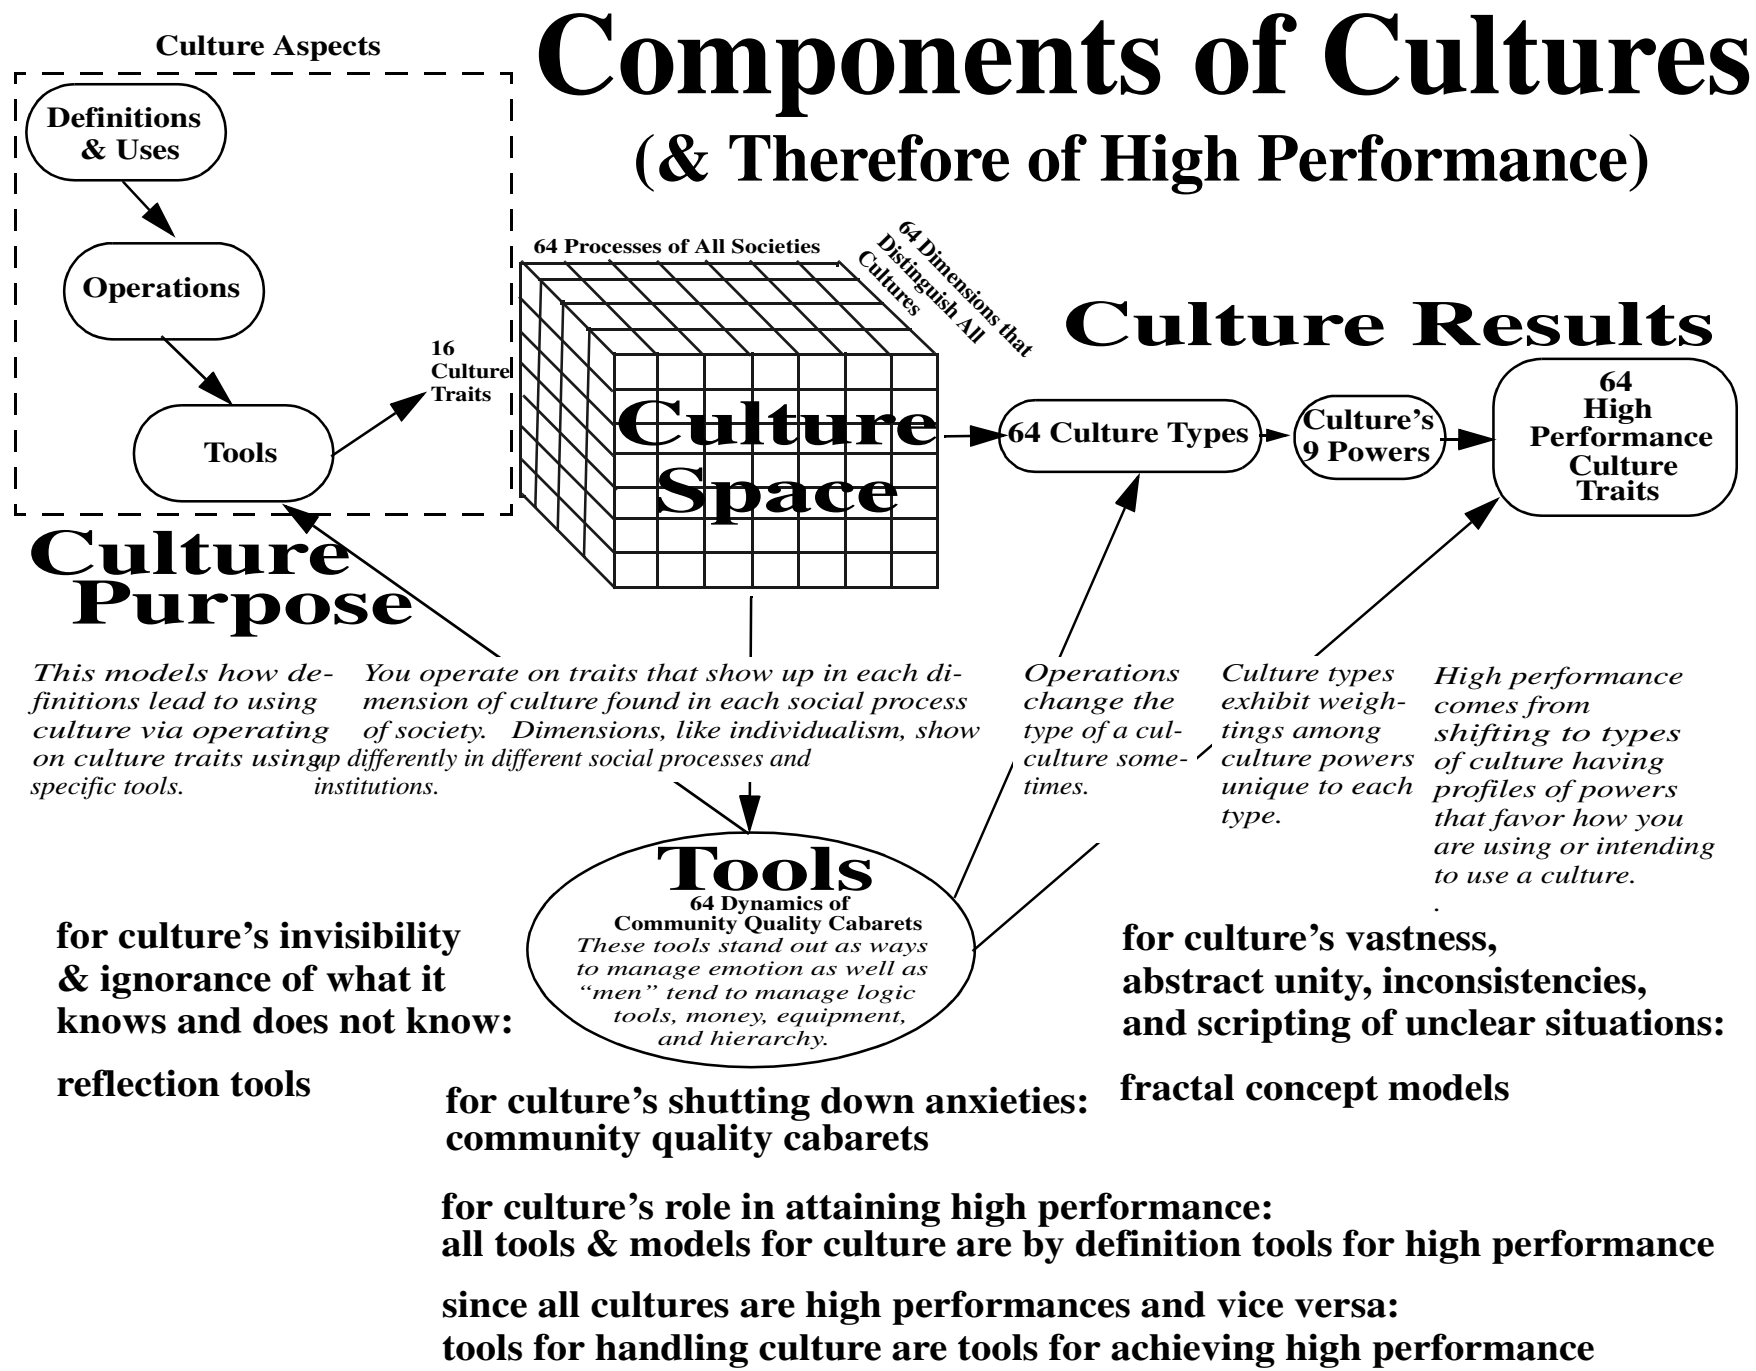 Components of Cultures
(& Therefore of High Performance)
Culture Aspects
Definitions
& Uses
Operations
Tools
16
Culture
Traits
Culture
Purpose
64 Processes of All Societies
64 Dimensions that
Distinguish All
Cultures
Culture
Space
Culture Results
64 Culture Types
Culture’s
9 Powers
64
High
Performance
Culture
Traits
This models how de-
finitions lead to using
culture via operating
on culture traits using
specific tools.
You operate on traits that show up in each di-
mension of culture found in each social process
of society. Dimensions, like individualism, show
up differently in different social processes and
institutions.
Operations
change the
type of a cul-
culture some-
times.
Culture types
exhibit weigh-
tings among
culture powers
unique to each
type.
High performance
comes from
shifting to types
of culture having
profiles of powers
that favor how you
are using or intending
to use a culture.
.
Tools
64 Dynamics of
Community Quality Cabarets
These tools stand out as ways
to manage emotion as well as
“men” tend to manage logic
tools, money, equipment,
and hierarchy.
for culture’s invisibility
& ignorance of what it
knows and does not know:
reflection tools
for culture’s vastness,
abstract unity, inconsistencies,
and scripting of unclear situations:
fractal concept models
for culture’s shutting down anxieties:
community quality cabarets
for culture’s role in attaining high performance:
all tools & models for culture are by definition tools for high performance
since all cultures are high performances and vice versa:
tools for handling culture are tools for achieving high performance